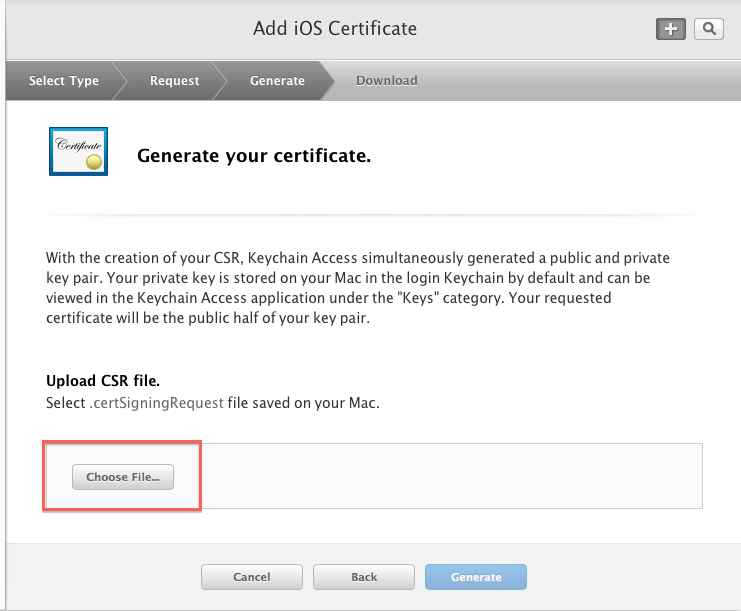 Add iOS Certificate
Select Type Request Generate Download
Certificate
Generate your certificate.
With the creation of your CSR, Keychain Access simultaneously generated a public and private
key pair. Your private key is stored on your Mac in the login Keychain by default and can be
viewed in the Keychain Access application under the "Keys" category. Your requested
certificate will be the public half of your key pair.
Upload CSR file.
Select .certSigningRequest file saved on your Mac.
Choose File...
Cancel Back Generate